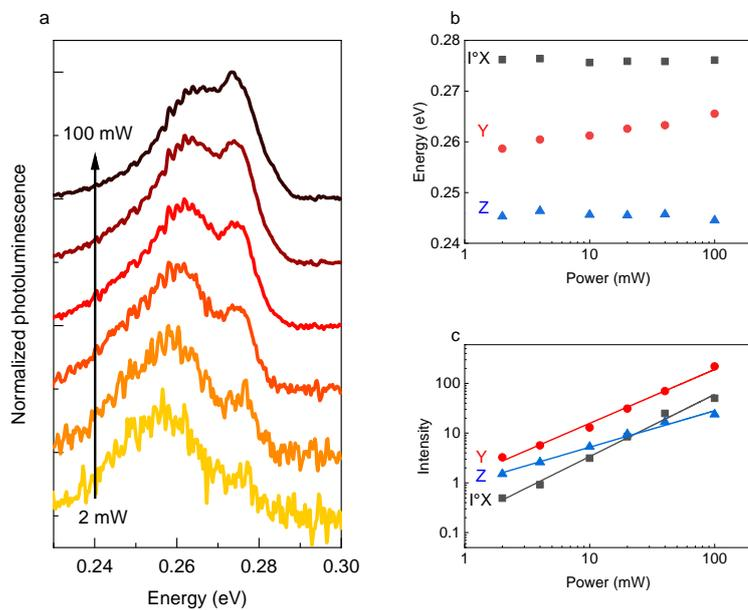 a
Normalized photoluminescence
100 mW
2 mW
0.24
0.26
0.28
0.30
Energy (eV)
b
0.28
0.27
0.26
0.25
0.24
Energy (eV)
I°X
Y
Z
1
10
100
Power (mW)
c
100
10
1
0.1
Intensity
Y
Z
I°X
1
10
100
Power (mW)